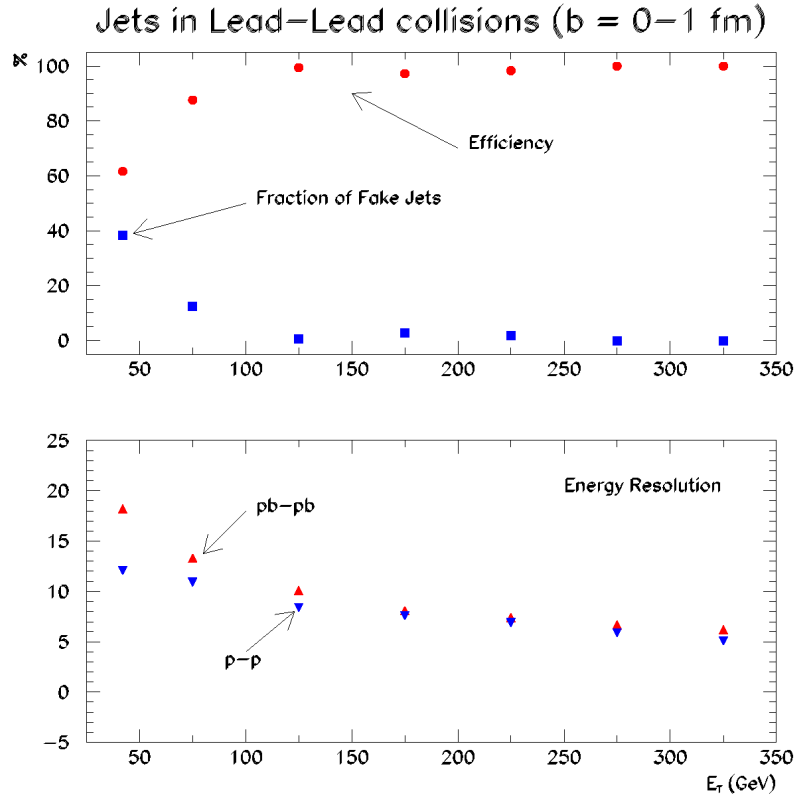 Jets in Lead-Lead collisions (b = 0-1 fm)
%
100
80
60
40
20
0
Efficiency
Fraction of Fake Jets
50 100 150 200 250 300 350
25
20
15
10
5
0
-5
Energy Resolution
pb-pb
p-p
50 100 150 200 250 300 350
E_T (GeV)